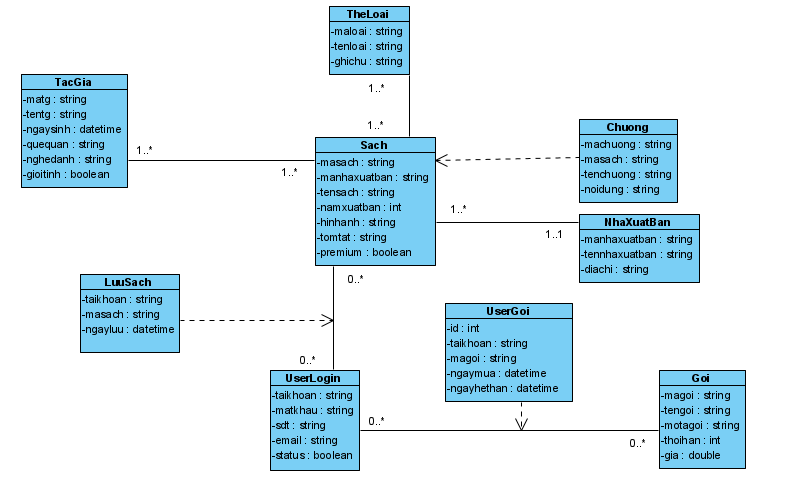 TheLoai
-maloai : string
-tenloai : string
-ghichu : string
1..*
1..*
TacGia
-matg : string
-tentg : string
-ngaysinh : datetime
-quequan : string
-nghedanh : string
-gioitinh : boolean
1..*
1..*
Sach
-masach : string
-manhaxuatban : string
-tensach : string
-namxuatban : int
-hinhanh : string
-tomtat : string
-premium : boolean
Chuong
-machuong : string
-masach : string
-tenchuong : string
-noidung : string
1..*
1..1
NhaXuatBan
-manhaxuatban : string
-tennhaxuatban : string
-diachi : string
0..*
LuuSach
-taikhoan : string
-masach : string
-ngayluu : datetime
0..*
UserGoi
-id : int
-taikhoan : string
-magoi : string
-ngaymua : datetime
-ngayhethan : datetime
UserLogin
-taikhoan : string
-matkhau : string
-sdt : string
-email : string
-status : boolean
0..*
0..*
Goi
-magoi : string
-tengoi : string
-motagoi : string
-thoihan : int
-gia : double